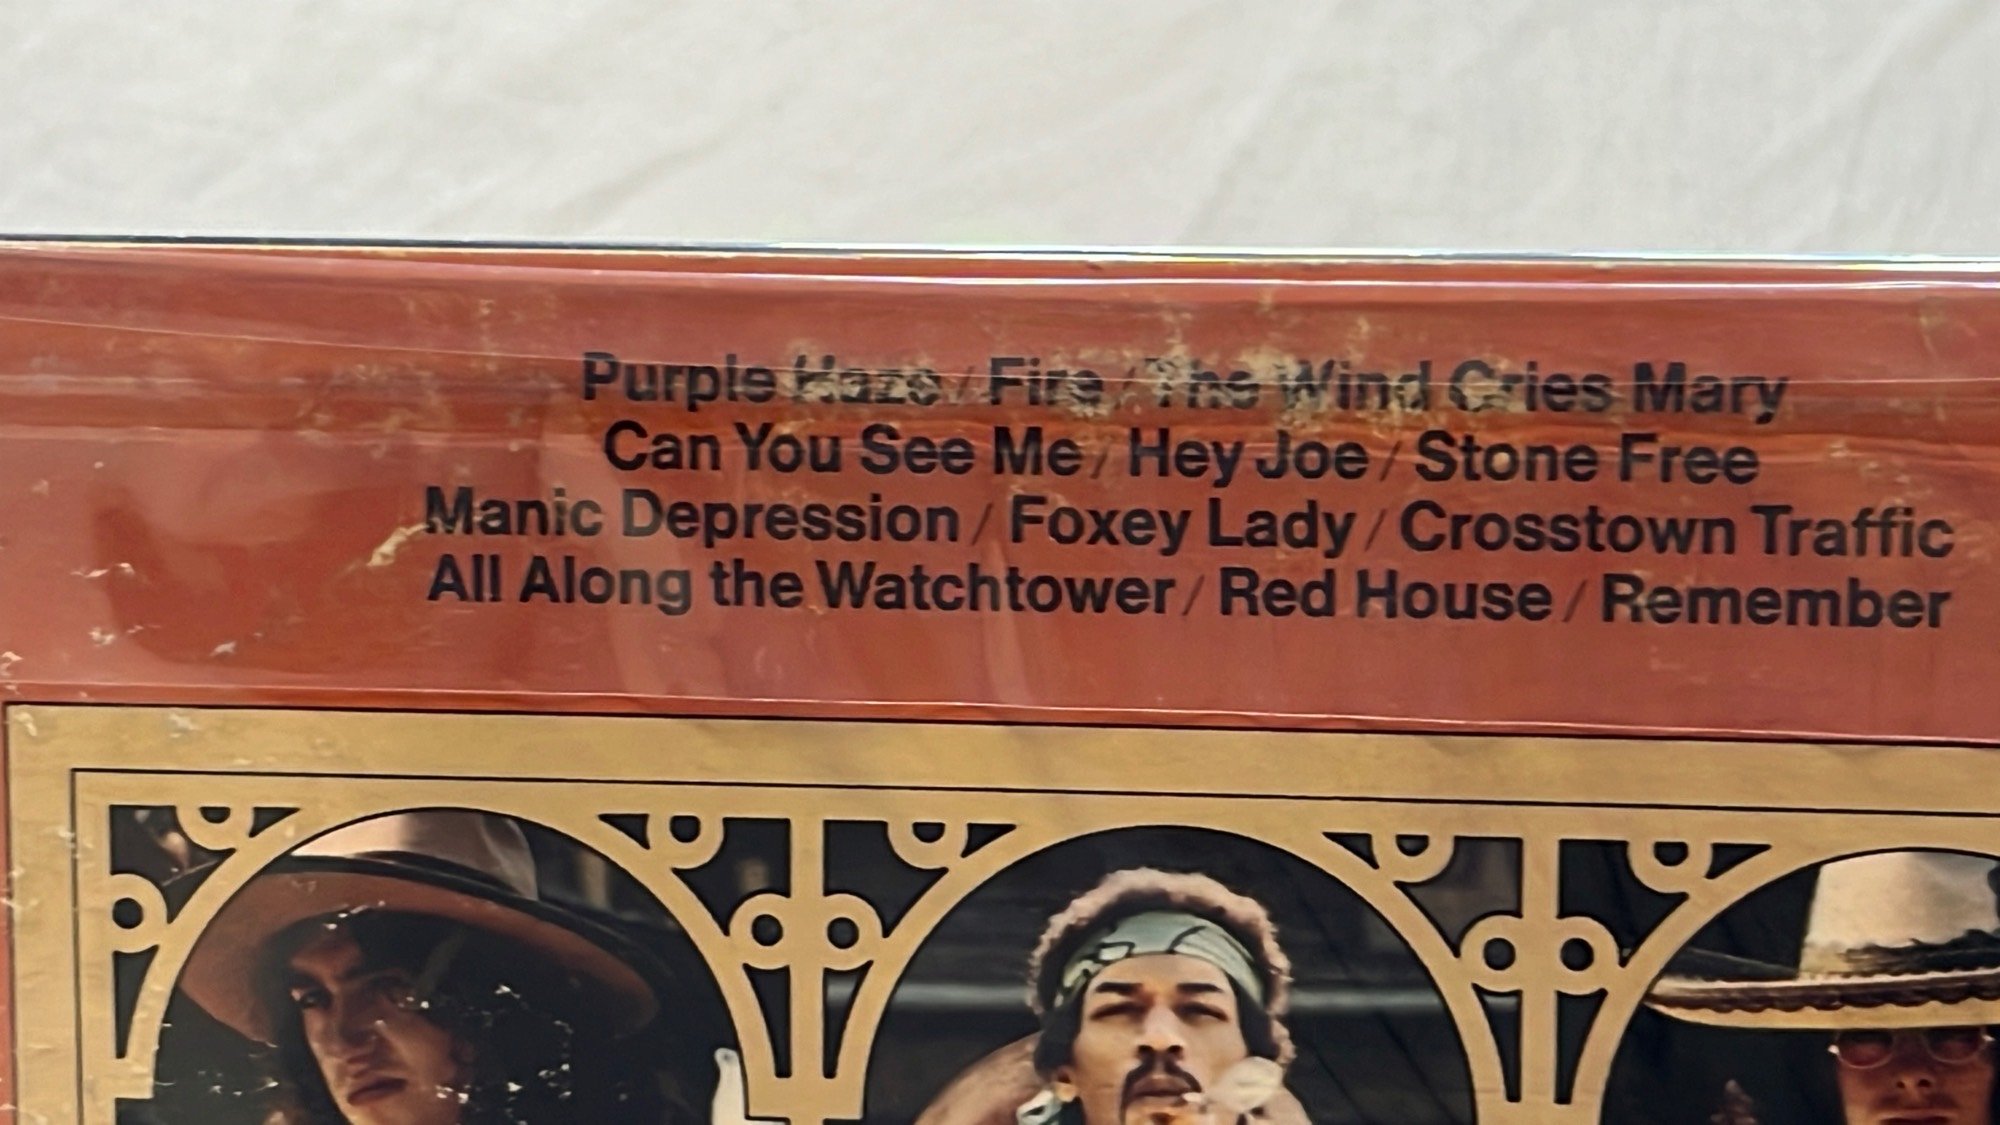 Purple Haze / Fire / The Wind Cries Mary
Can You See Me / Hey Joe / Stone Free
Manic Depression / Foxey Lady / Crosstown Traffic
All Along the Watchtower / Red House / Remember